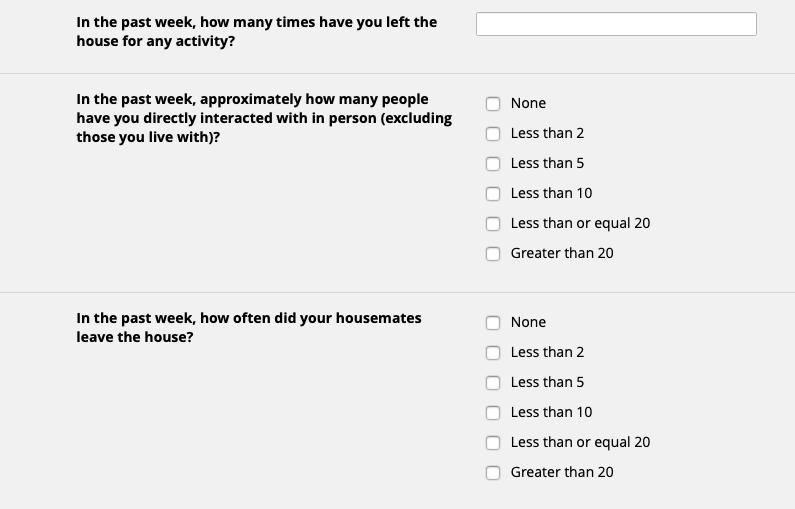 In the past week, how many times have you left the
house for any activity?
In the past week, approximately how many people
have you directly interacted with in person (excluding
those you live with)?
None
Less than 2
Less than 5
Less than 10
Less than or equal 20
Greater than 20
In the past week, how often did your housemates
leave the house?
None
Less than 2
Less than 5
Less than 10
Less than or equal 20
Greater than 20